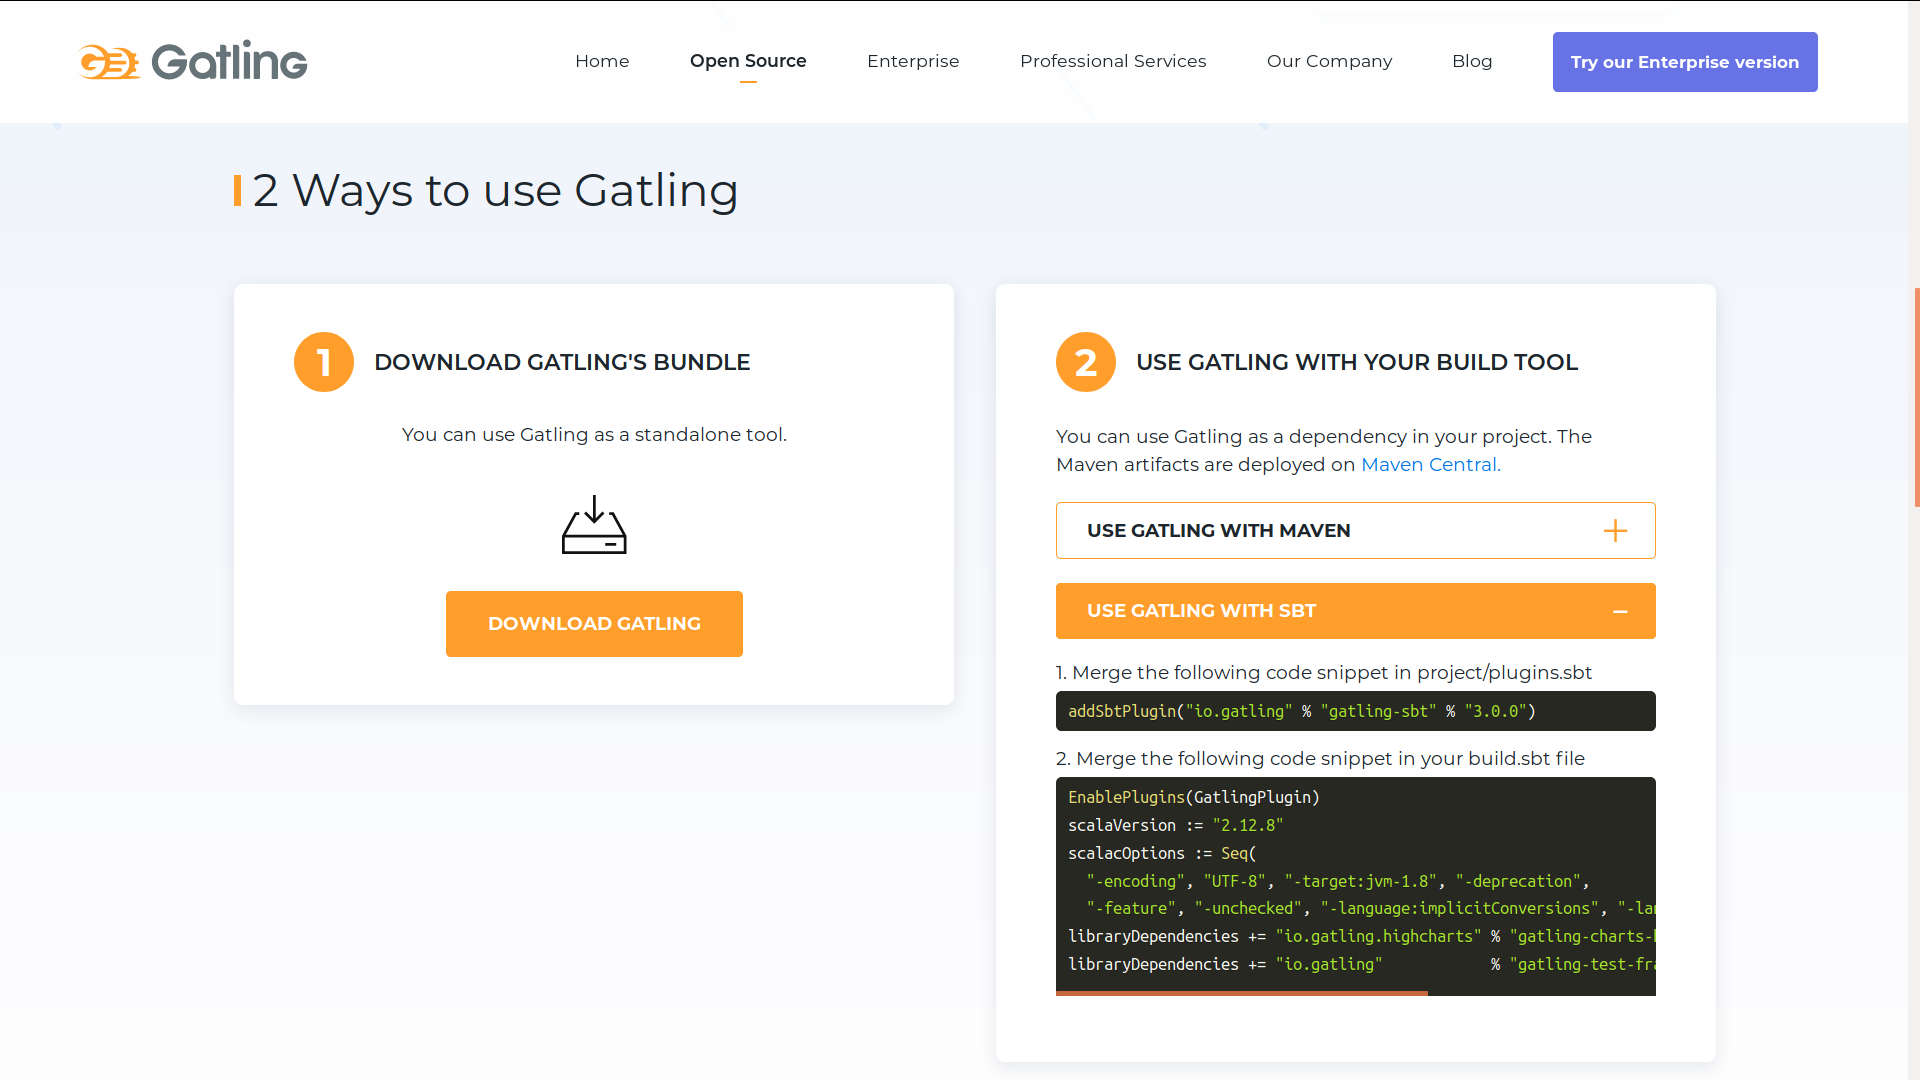 Gatling
Home
Open Source
Enterprise
Professional Services
Our Company
Blog
Try our Enterprise version
2 Ways to use Gatling
1
DOWNLOAD GATLING'S BUNDLE
You can use Gatling as a standalone tool.
DOWNLOAD GATLING
2
USE GATLING WITH YOUR BUILD TOOL
You can use Gatling as a dependency in your project. The
Maven artifacts are deployed on Maven Central.
USE GATLING WITH MAVEN
USE GATLING WITH SBT
1. Merge the following code snippet in project/plugins.sbt
addSbtPlugin("io.gatling" % "gatling-sbt" % "3.0.0")
2. Merge the following code snippet in your build.sbt file
EnablePlugins(GatlingPlugin)
scalaVersion := "2.12.8"
scalacOptions := Seq(
"-encoding", "UTF-8", "-target:jvm-1.8", "-deprecation",
"-feature", "-unchecked", "-language:implicitConversions", "-la
libraryDependencies += "io.gatling.highcharts" % "gatling-charts-
libraryDependencies += "io.gatling" % "gatling-test-fr